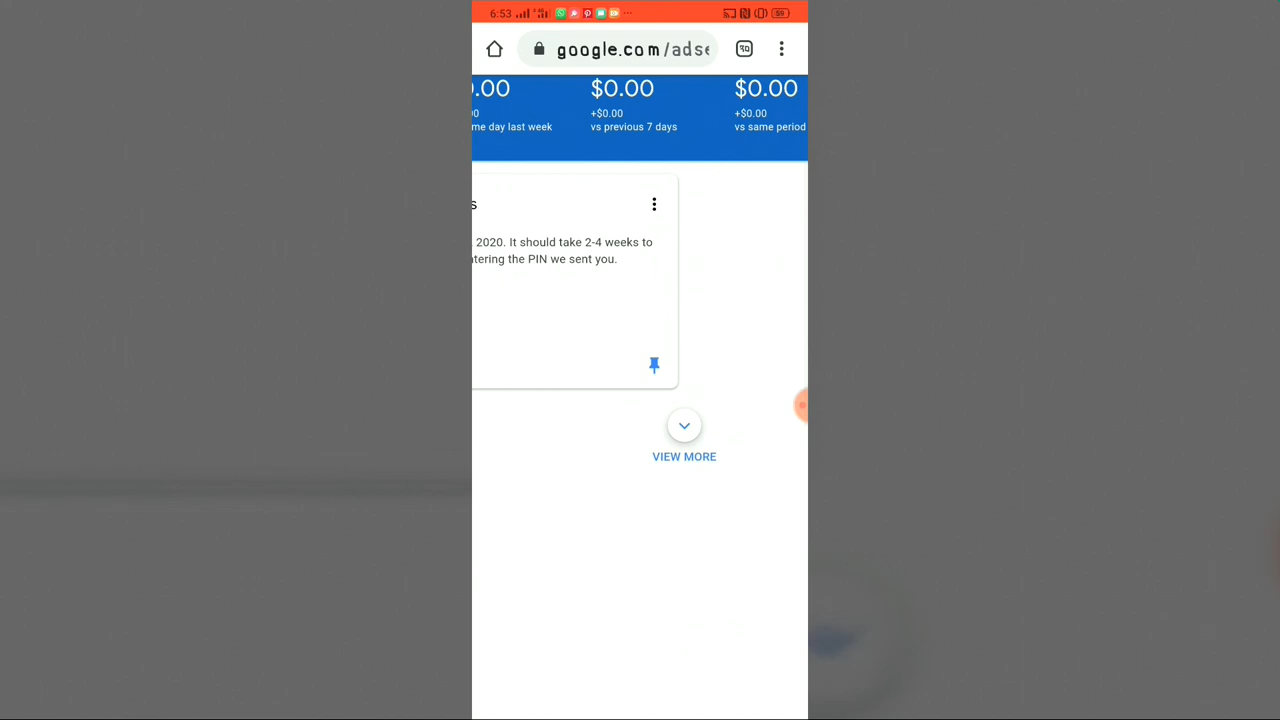 6:53 59
google.com/adse
.00 $0.00 $0.00
00 +$0.00 +$0.00
me day last week vs previous 7 days vs same period
s
2020. It should take 2-4 weeks to
tering the PIN we sent you.
VIEW MORE